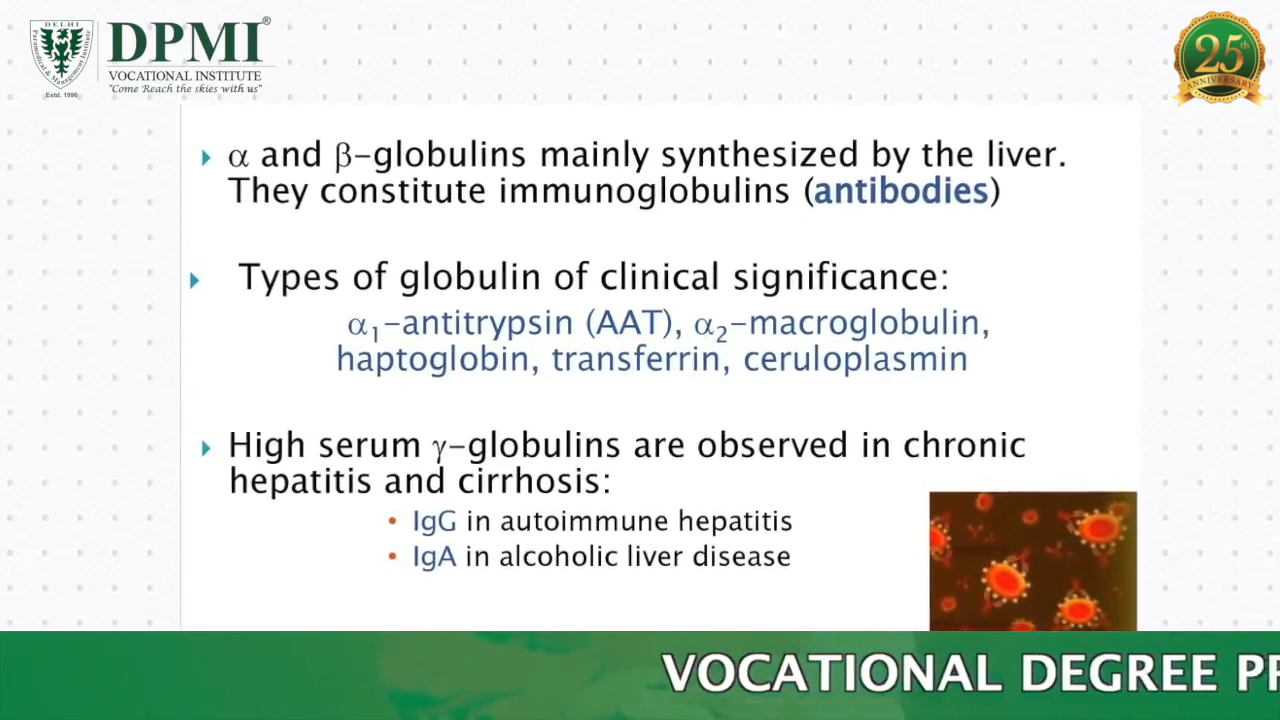 DELHI
Paramedical & Management Institute
Estd. 1996
DPMI®
VOCATIONAL INSTITUTE
"Come Reach the skies with us"
25th
ANNIVERSARY
α and β-globulins mainly synthesized by the liver.
They constitute immunoglobulins (antibodies)
Types of globulin of clinical significance:
α1-antitrypsin (AAT), α2-macroglobulin,
haptoglobin, transferrin, ceruloplasmin
High serum γ-globulins are observed in chronic
hepatitis and cirrhosis:
• IgG in autoimmune hepatitis
• IgA in alcoholic liver disease
VOCATIONAL DEGREE PR